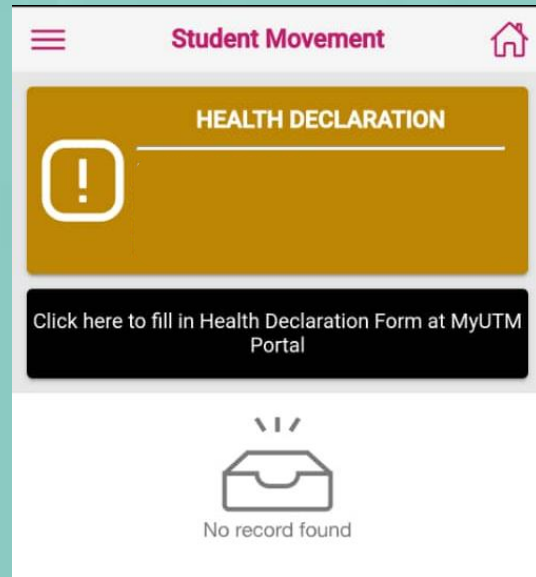 Student Movement
HEALTH DECLARATION
Click here to fill in Health Declaration Form at MyUTM
Portal
No record found